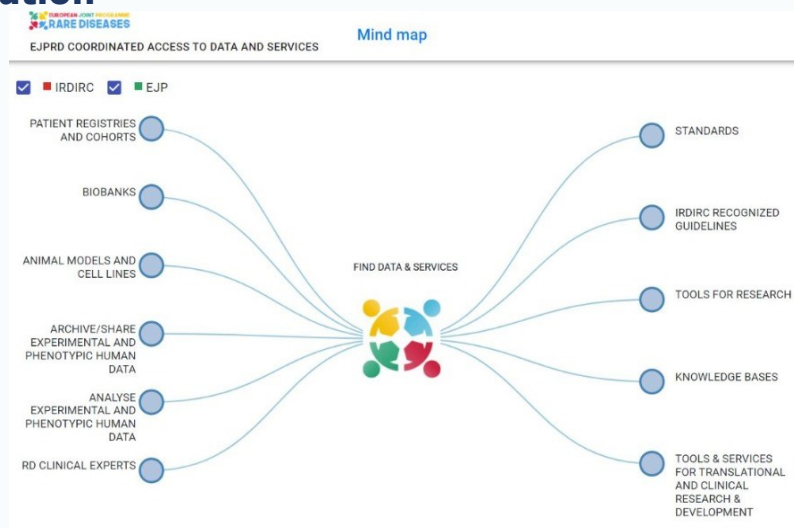 EUROPEAN JOINT PROGRAMME
RARE DISEASES
EJPRD COORDINATED ACCESS TO DATA AND SERVICES
Mind map
IRDIRC
EJP
PATIENT REGISTRIES
AND COHORTS
BIOBANKS
ANIMAL MODELS AND
CELL LINES
ARCHIVE/SHARE
EXPERIMENTAL AND
PHENOTYPIC HUMAN
DATA
ANALYSE
EXPERIMENTAL AND
PHENOTYPIC HUMAN
DATA
RD CLINICAL EXPERTS
FIND DATA & SERVICES
STANDARDS
IRDIRC RECOGNIZED
GUIDELINES
TOOLS FOR RESEARCH
KNOWLEDGE BASES
TOOLS & SERVICES
FOR TRANSLATIONAL
AND CLINICAL
RESEARCH &
DEVELOPMENT